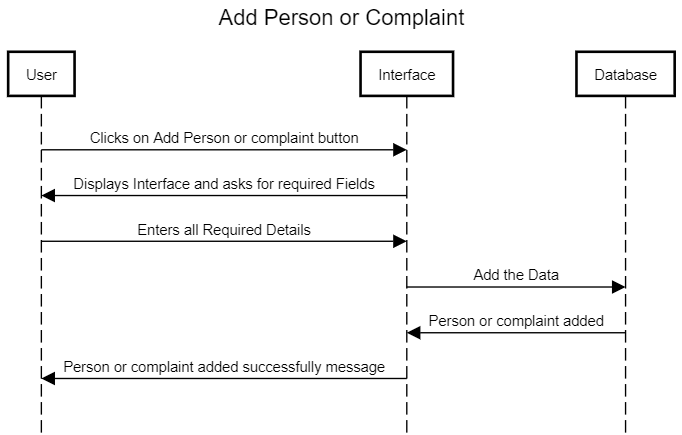 Add Person or Complaint
User
Interface
Database
Clicks on Add Person or complaint button
Displays Interface and asks for required Fields
Enters all Required Details
Add the Data
Person or complaint added
Person or complaint added successfully message